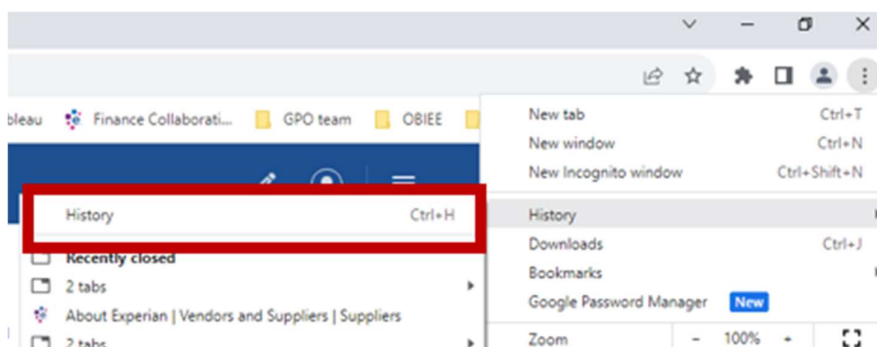 bleau Finance Collaborati... GPO team OBIEE
New tab Ctrl+T
New window Ctrl+N
New Incognito window Ctrl+Shift+N
History
Downloads Ctrl+J
Bookmarks
Google Password Manager New
Zoom - 100% +
History Ctrl+H
Recently closed
2 tabs
About Experian | Vendors and Suppliers | Suppliers
2 tabs